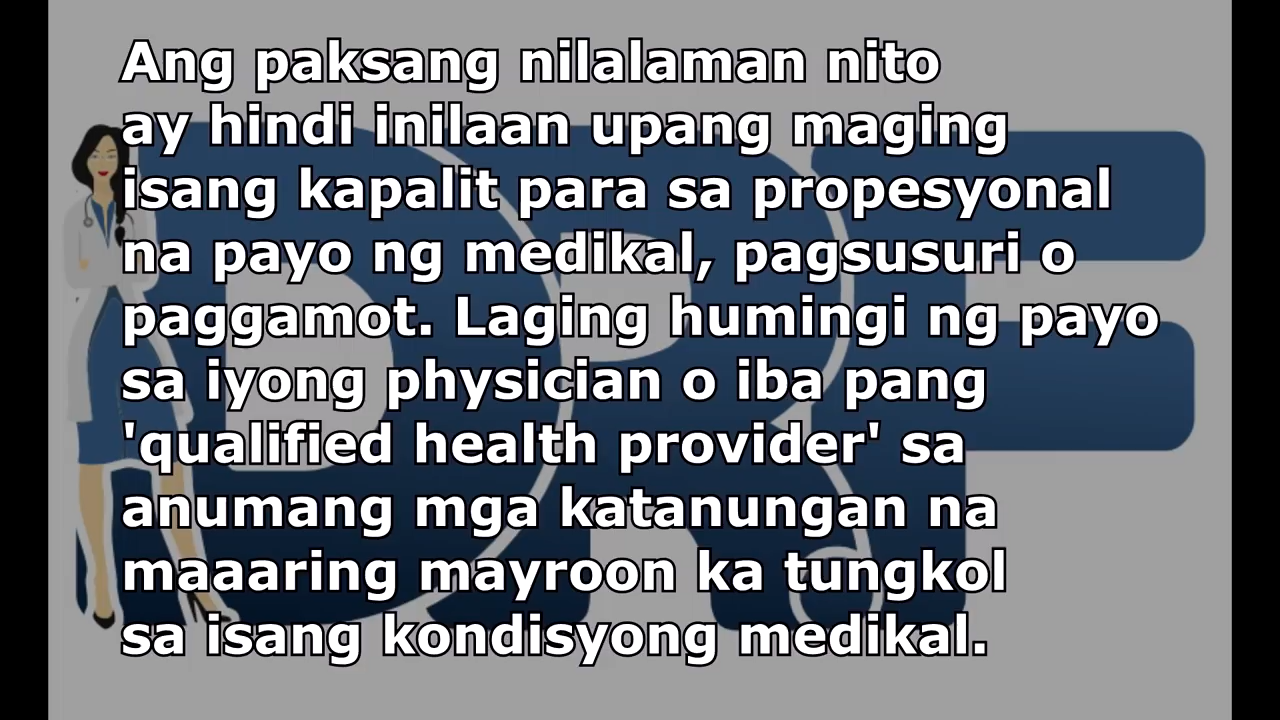 Ang paksang nilalaman nito
ay hindi inilaan upang maging
isang kapalit para sa propesyonal
na payo ng medikal, pagsusuri o
paggamot. Laging humingi ng payo
sa iyong physician o iba pang
'qualified health provider' sa
anumang mga katanungan na
maaaring mayroon ka tungkol
sa isang kondisyong medikal.
DRF